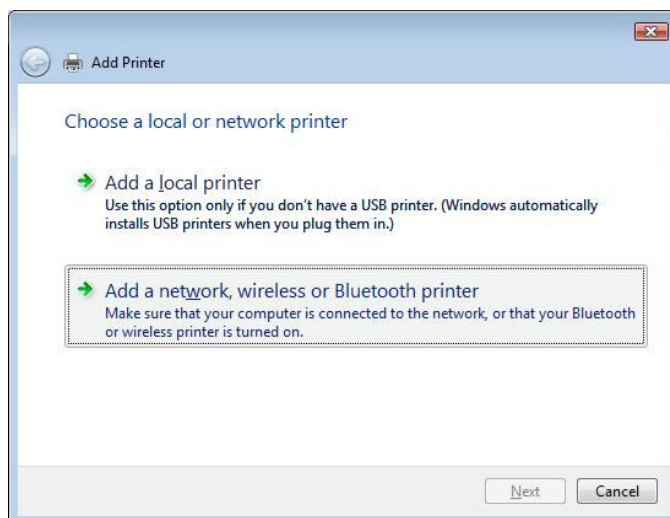 Add Printer
Choose a local or network printer
Add a local printer
Use this option only if you don't have a USB printer. (Windows automatically
installs USB printers when you plug them in.)
Add a network, wireless or Bluetooth printer
Make sure that your computer is connected to the network, or that your Bluetooth
or wireless printer is turned on.
Next Cancel